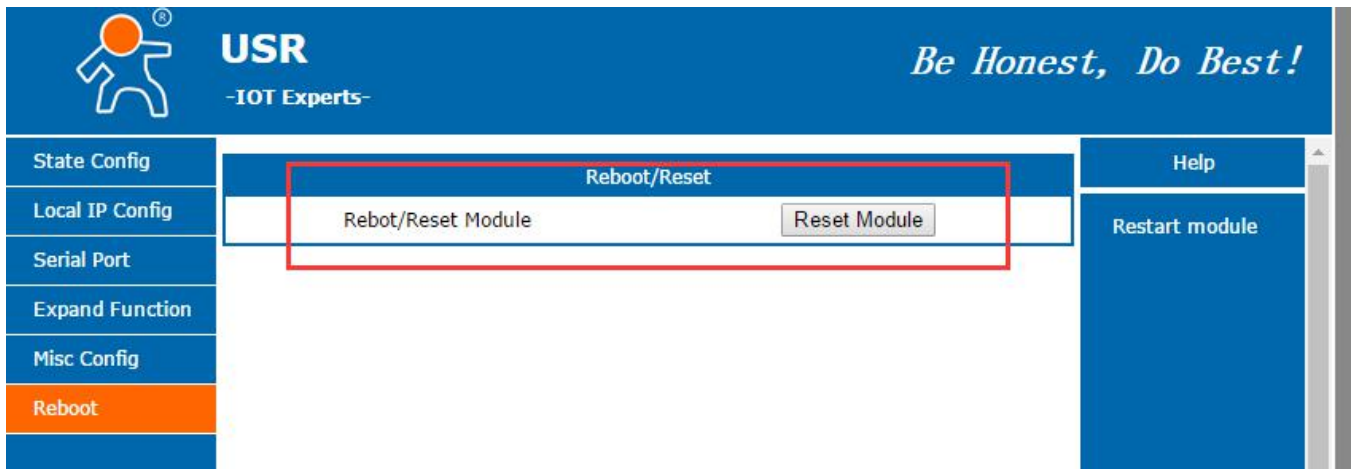 ®
USR
-IOT Experts-
Be Honest, Do Best!
State Config
Local IP Config
Serial Port
Expand Function
Misc Config
Reboot
Reboot/Reset
Rebot/Reset Module
Reset Module
Help
Restart module